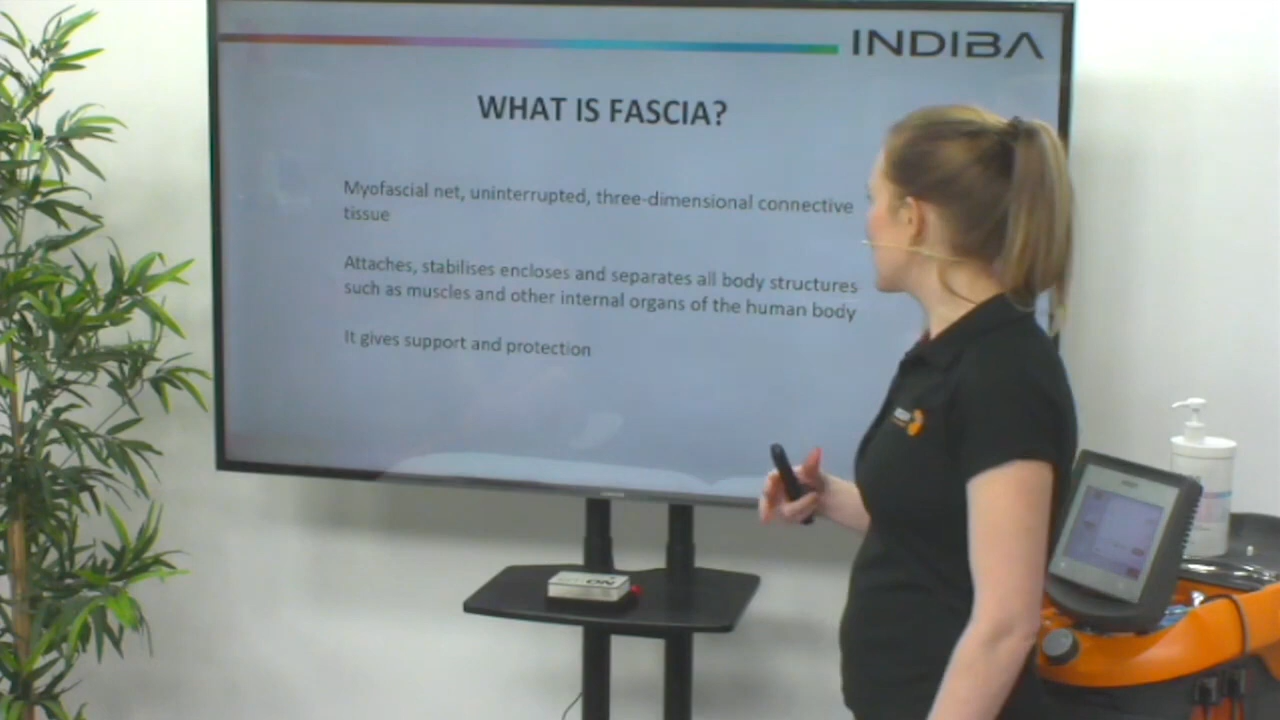 INDIBA
WHAT IS FASCIA?
Myofascial net, uninterrupted, three-dimensional connective
tissue
Attaches, stabilises encloses and separates all body structures
such as muscles and other internal organs of the human body
It gives support and protection